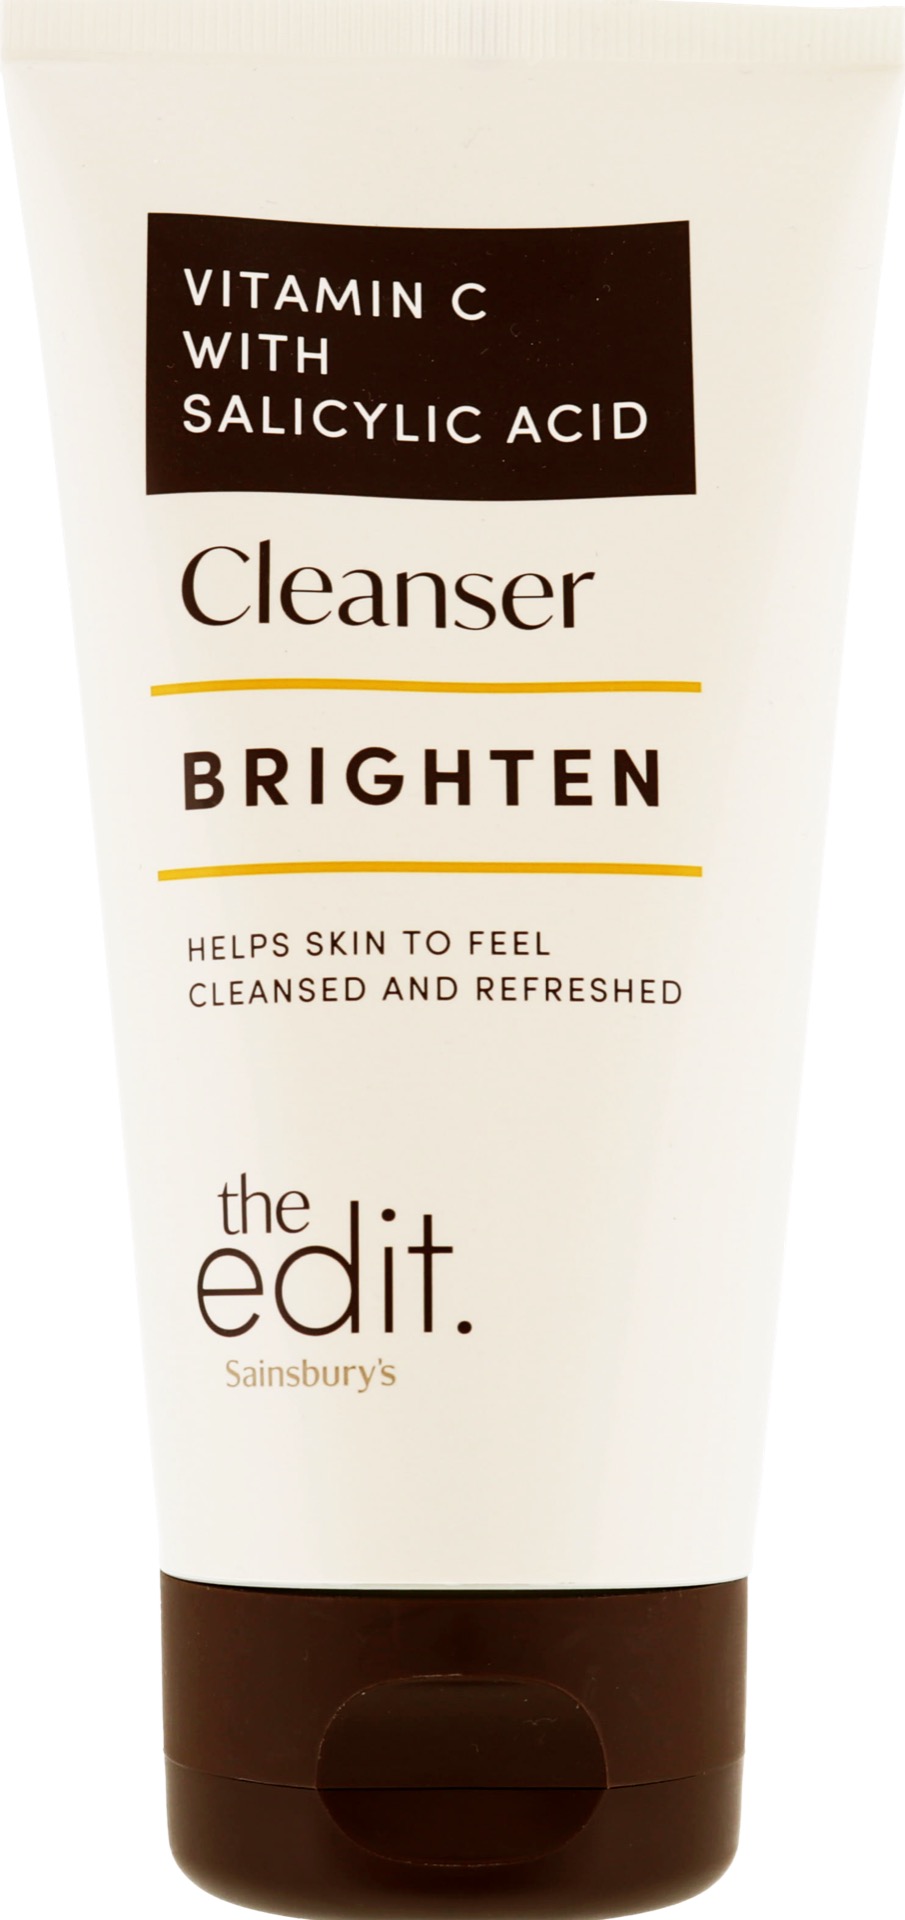 VITAMIN C
WITH
SALICYLIC ACID
Cleanser
BRIGHTEN
HELPS SKIN TO FEEL
CLEANSED AND REFRESHED
the
edit.
Sainsbury's